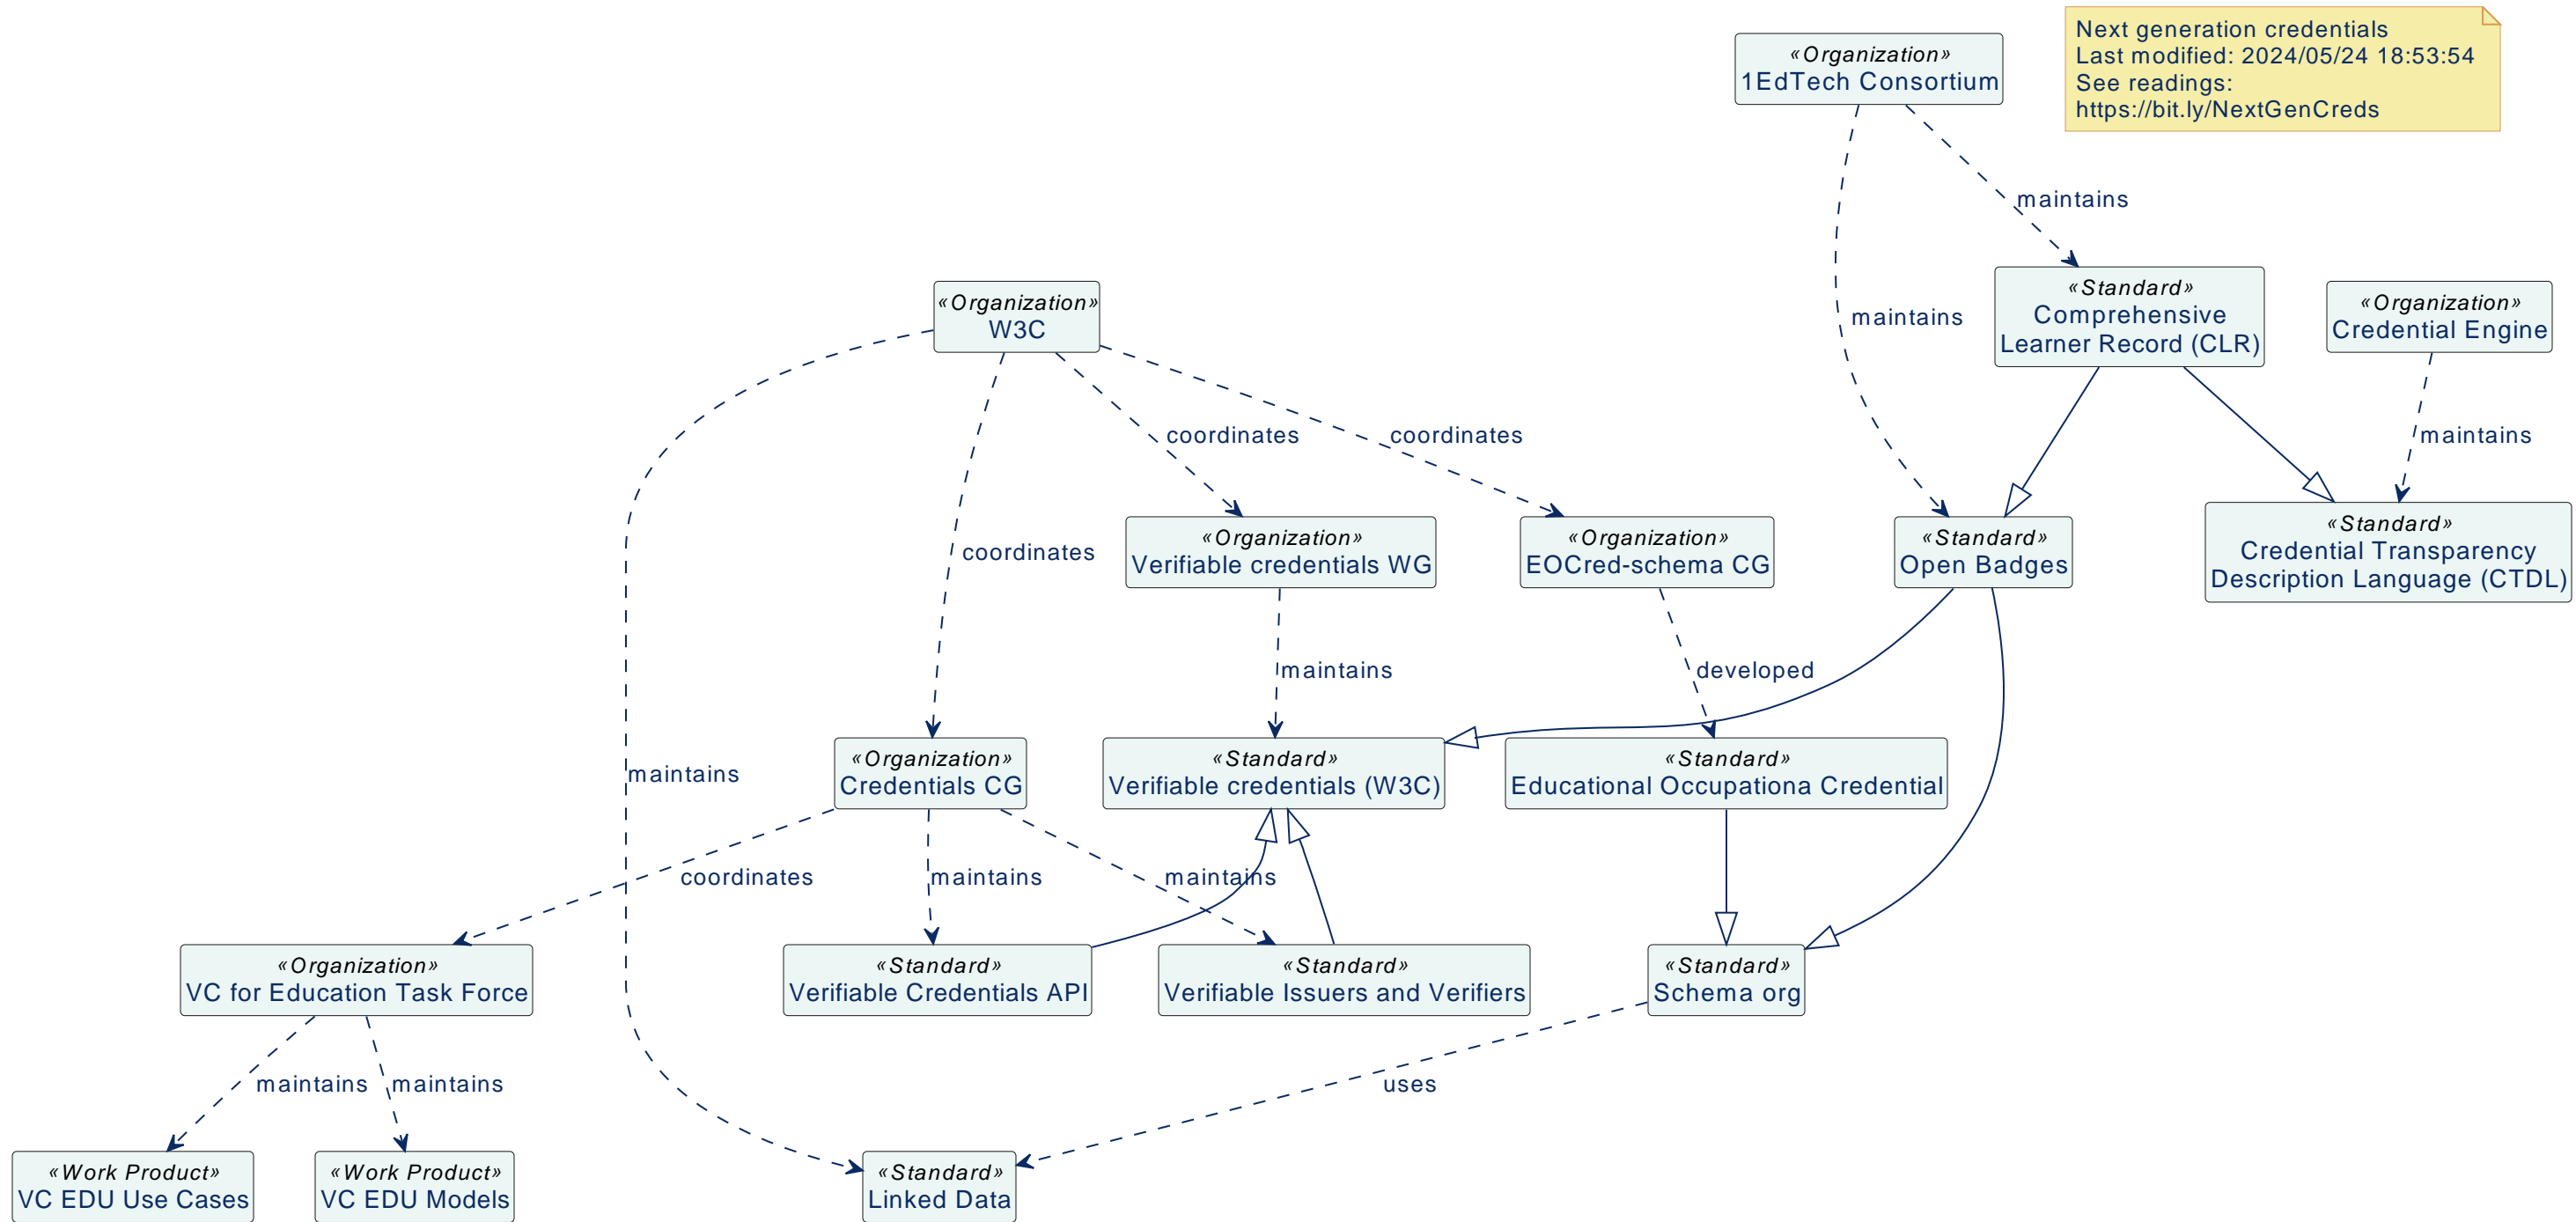 Next generation credentials
Last modified: 2024/05/24 18:53:54
See readings:
https://bit.ly/NextGenCreds
«Organization»
1EdTech Consortium
maintains
maintains
«Organization»
W3C
«Standard»
Comprehensive
Learner Record (CLR)
«Organization»
Credential Engine
coordinates
coordinates
maintains
coordinates
«Organization»
Verifiable credentials WG
«Organization»
EOCred-schema CG
«Standard»
Open Badges
«Standard»
Credential Transparency
Description Language (CTDL)
maintains
developed
maintains
«Organization»
Credentials CG
«Standard»
Verifiable credentials (W3C)
«Standard»
Educational Occupationa Credential
coordinates
maintains
maintains
«Organization»
VC for Education Task Force
«Standard»
Verifiable Credentials API
«Standard»
Verifiable Issuers and Verifiers
«Standard»
Schema org
maintains
maintains
uses
«Work Product»
VC EDU Use Cases
«Work Product»
VC EDU Models
«Standard»
Linked Data